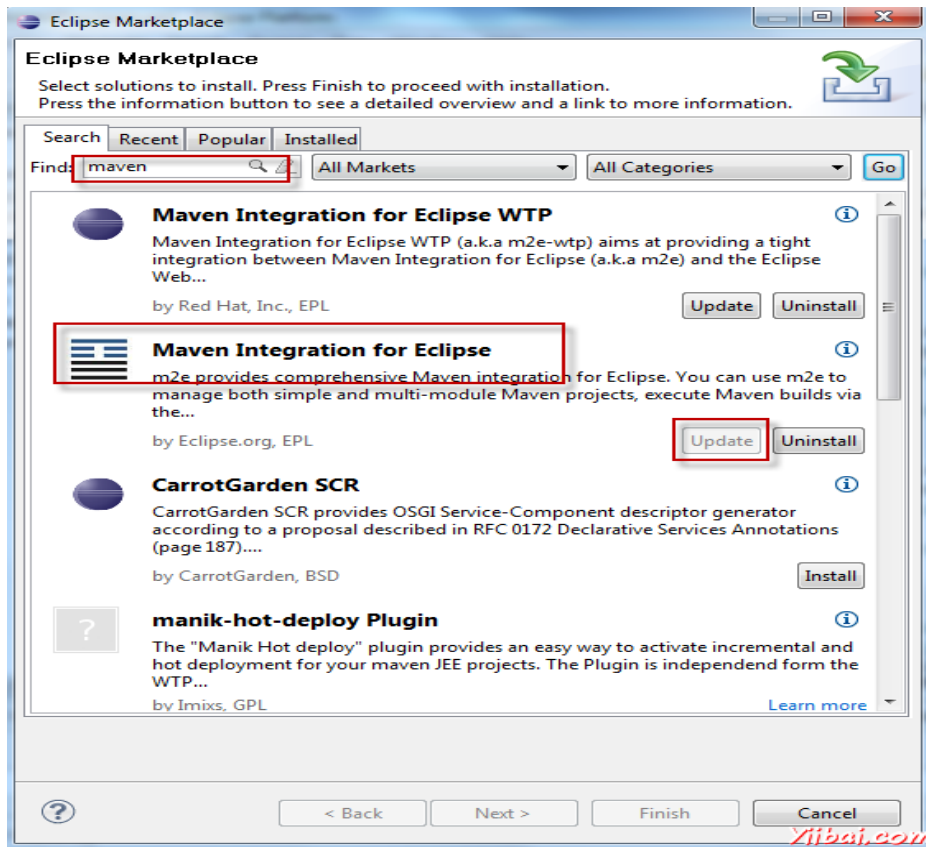 Eclipse Marketplace
Eclipse Marketplace
Select solutions to install. Press Finish to proceed with installation.
Press the information button to see a detailed overview and a link to more information.
Search Recent Popular Installed
Find: maven All Markets All Categories Go
Maven Integration for Eclipse WTP
Maven Integration for Eclipse WTP (a.k.a m2e-wtp) aims at providing a tight
integration between Maven Integration for Eclipse (a.k.a m2e) and the Eclipse
Web...
by Red Hat, Inc., EPL Update Uninstall
Maven Integration for Eclipse
m2e provides comprehensive Maven integration for Eclipse. You can use m2e to
manage both simple and multi-module Maven projects, execute Maven builds via
the...
by Eclipse.org, EPL Update Uninstall
CarrotGarden SCR
CarrotGarden SCR provides OSGI Service-Component descriptor generator
according to a proposal described in RFC 0172 Declarative Services Annotations
(page 187)....
by CarrotGarden, BSD Install
manik-hot-deploy Plugin
The "Manik Hot deploy" plugin provides an easy way to activate incremental and
hot deployment for your maven JEE projects. The Plugin is independend form the
WTP...
by Imixs, GPL Learn more
< Back Next > Finish Cancel
Yiibai.com